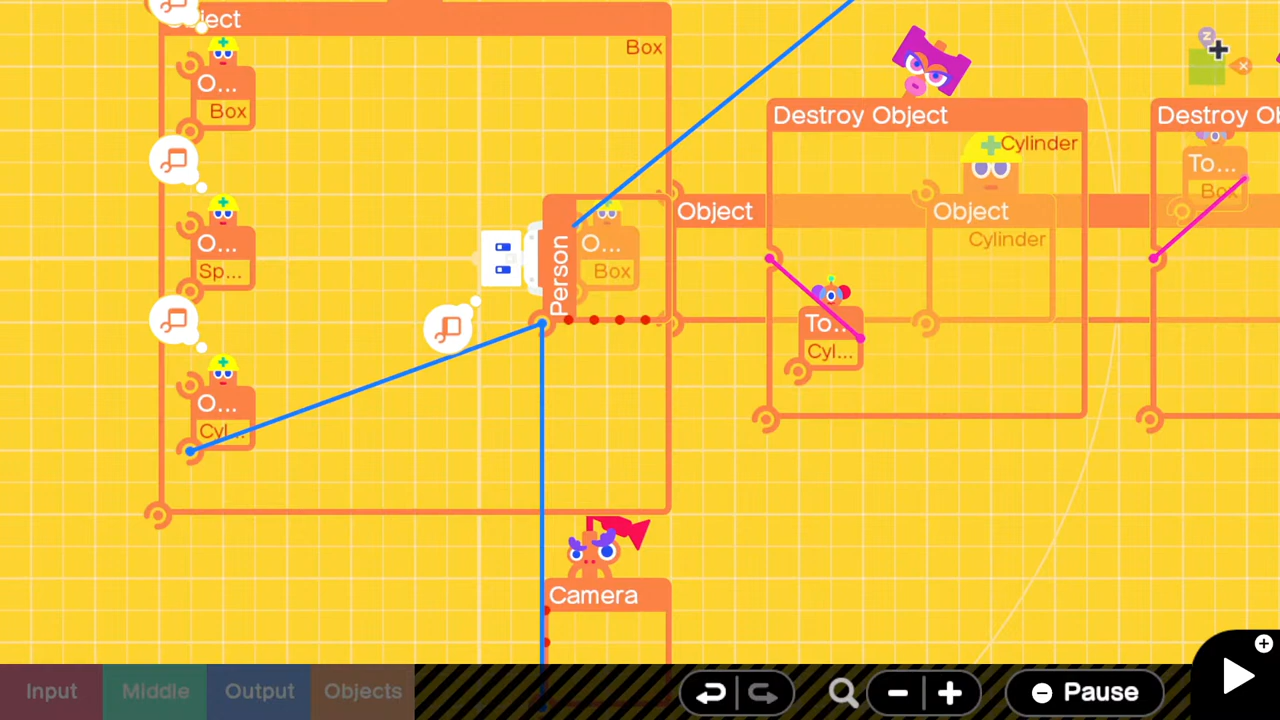 Object
Box
O...
Box
O...
Sp...
O...
Cyl...
Person
O...
Box
Object
Destroy Object
Cylinder
Object
Cylinder
To...
Cyl...
Z
X
Destroy Ob
To...
Box
Camera
Input
Middle
Output
Objects
Pause